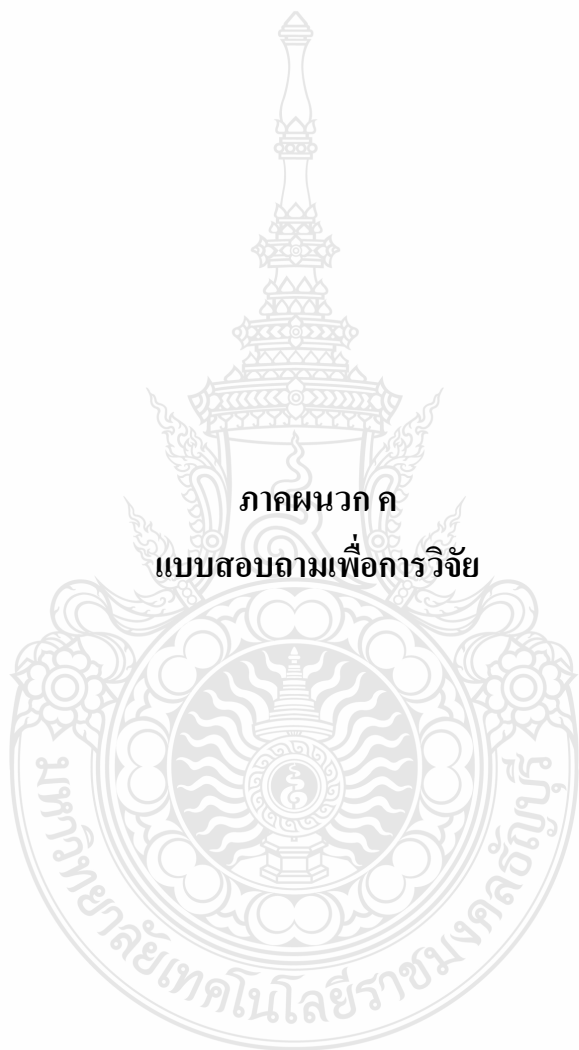 ภาคผนวก ค
แบบสอบถามเพื่อการวิจัย
มหาวิทยาลัยเทคโนโลยีราชมงคลธัญบุรี